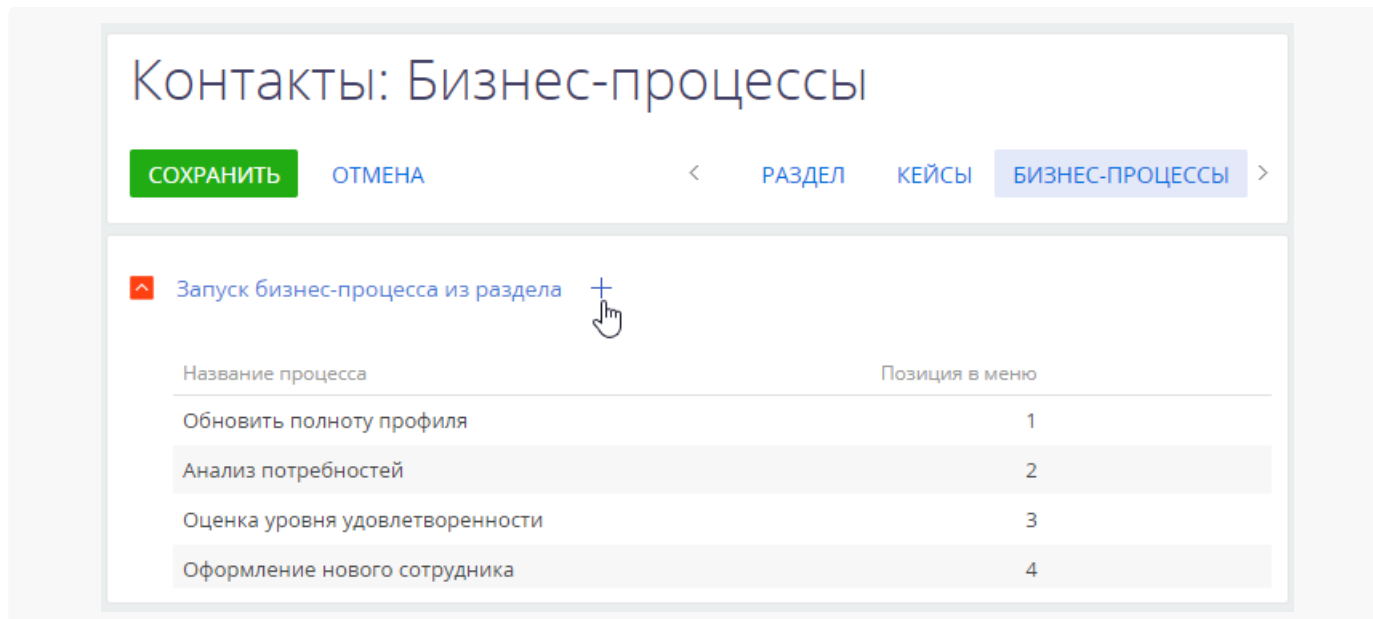 Контакты: Бизнес-процессы
СОХРАНИТЬ ОТМЕНА < РАЗДЕЛ КЕЙСЫ БИЗНЕС-ПРОЦЕССЫ >
Запуск бизнес-процесса из раздела +
Название процесса Позиция в меню
Обновить полноту профиля 1
Анализ потребностей 2
Оценка уровня удовлетворенности 3
Оформление нового сотрудника 4